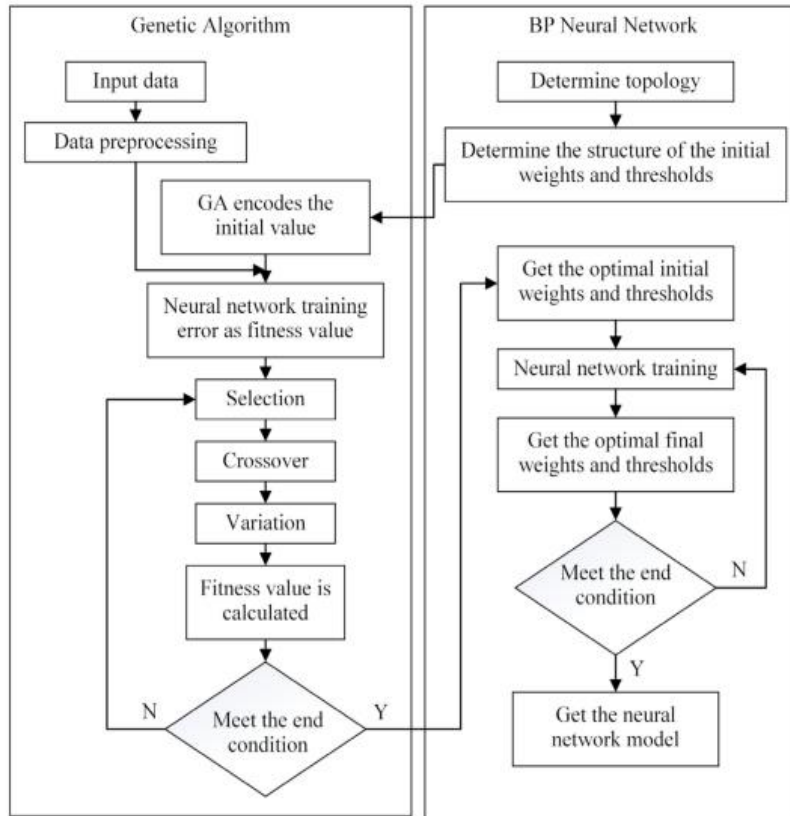 Genetic Algorithm
Input data
Data preprocessing
GA encodes the
initial value
Neural network training
error as fitness value
Selection
Crossover
Variation
Fitness value is
calculated
N
Meet the end
condition
Y
BP Neural Network
Determine topology
Determine the structure of the initial
weights and thresholds
Get the optimal initial
weights and thresholds
Neural network training
Get the optimal final
weights and thresholds
Meet the end
condition
N
Y
Get the neural
network model